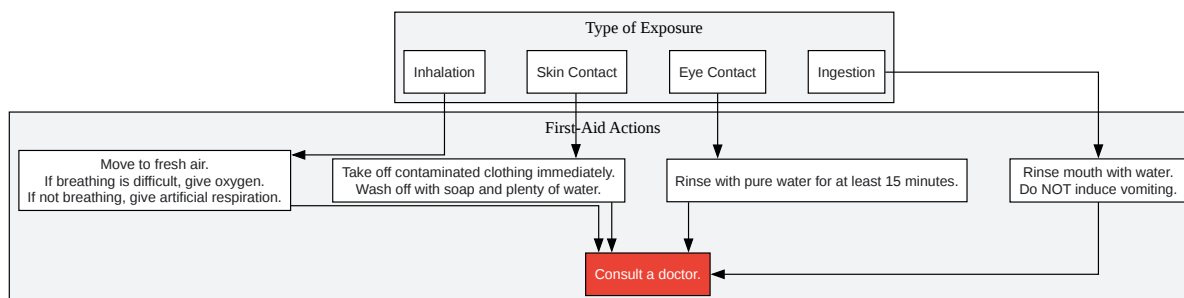 Type of Exposure
Inhalation
Skin Contact
Eye Contact
Ingestion
First-Aid Actions
Move to fresh air.
If breathing is difficult, give oxygen.
If not breathing, give artificial respiration.
Take off contaminated clothing immediately.
Wash off with soap and plenty of water.
Rinse with pure water for at least 15 minutes.
Rinse mouth with water.
Do NOT induce vomiting.
Consult a doctor.